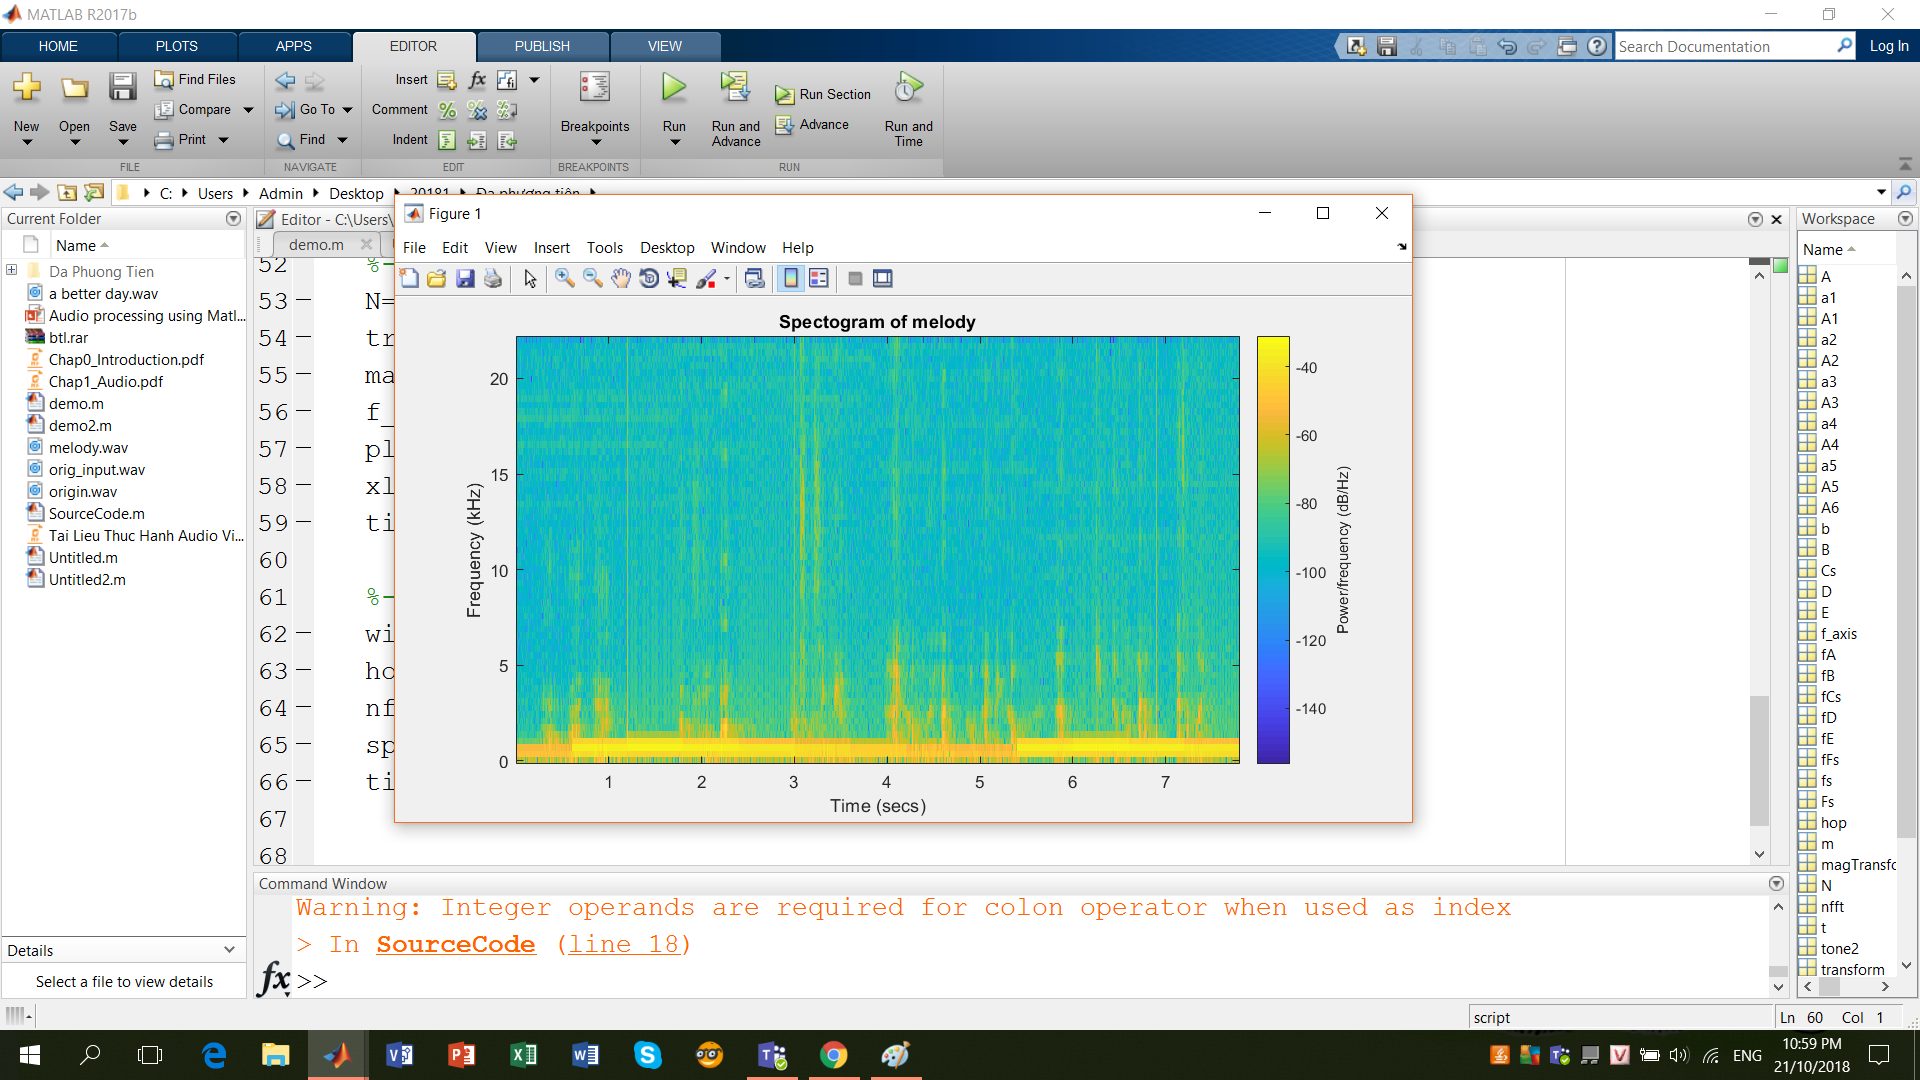 MATLAB R2017b
HOME PLOTS APPS EDITOR PUBLISH VIEW
Search Documentation
Log In
New
Open
Save
Find Files
Compare
Print
FILE
Go To
Find
NAVIGATE
Insert fx
Comment
Indent
EDIT
Breakpoints
BREAKPOINTS
Run
Run and Advance
Run Section
Advance
Run and Time
RUN
C: Users Admin Desktop 20181 Đa phương tiện
Current Folder
Name
Da Phuong Tien
a better day.wav
Audio processing using Matl...
btl.rar
Chap0_Introduction.pdf
Chap1_Audio.pdf
demo.m
demo2.m
melody.wav
orig_input.wav
origin.wav
SourceCode.m
Tai Lieu Thuc Hanh Audio Vi...
Untitled.m
Untitled2.m
Details
Select a file to view details
Editor - C:\Users\
demo.m
52 %-
53 N=
54 tr
55 ma
56 f_
57 pl
58 xl
59 ti
60
61 %-
62 wi
63 ho
64 nf
65 sp
66 ti
67
68
Figure 1
File Edit View Insert Tools Desktop Window Help
Spectogram of melody
Frequency (kHz)
20
15
10
5
0
1 2 3 4 5 6 7
Time (secs)
-40
-60
-80
-100
-120
-140
Power/frequency (dB/Hz)
Command Window
Warning: Integer operands are required for colon operator when used as index
> In SourceCode (line 18)
fx >>
Workspace
Name
A
a1
A1
a2
A2
a3
A3
a4
A4
a5
A5
A6
b
B
Cs
D
E
f_axis
fA
fB
fCs
fD
fE
fFs
fs
Fs
hop
m
magTransfc
N
nfft
t
tone2
transform
script
Ln 60 Col 1
ENG
10:59 PM
21/10/2018